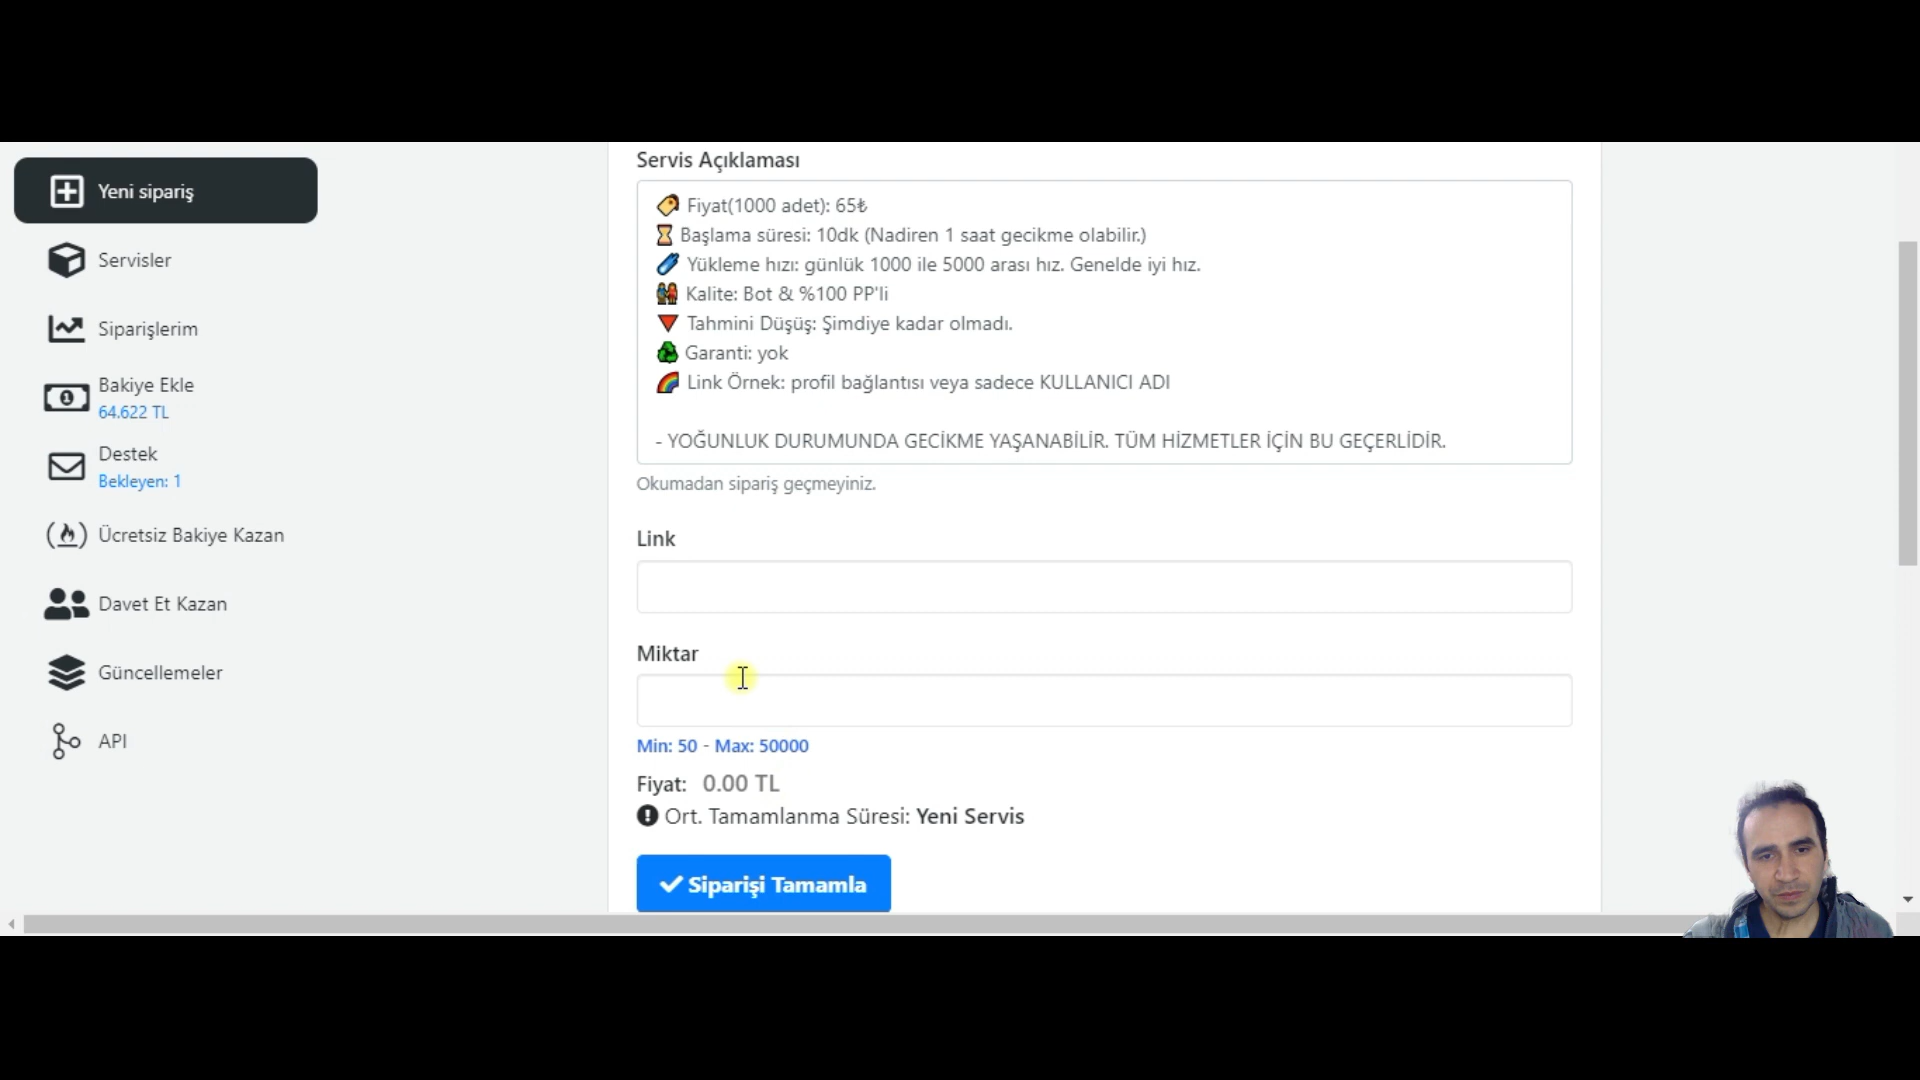 Yeni sipariş
Servisler
Siparişlerim
Bakiye Ekle
64.622 TL
Destek
Bekleyen: 1
Ücretsiz Bakiye Kazan
Davet Et Kazan
Güncellemeler
API
Servis Açıklaması
Fiyat(1000 adet): 65₺
Başlama süresi: 10dk (Nadiren 1 saat gecikme olabilir.)
Yükleme hızı: günlük 1000 ile 5000 arası hız. Genelde iyi hız.
Kalite: Bot & %100 PP'li
Tahmini Düşüş: Şimdiye kadar olmadı.
Garanti: yok
Link Örnek: profil bağlantısı veya sadece KULLANICI ADI
- YOĞUNLUK DURUMUNDA GECİKME YAŞANABİLİR. TÜM HİZMETLER İÇİN BU GEÇERLİDİR.
Okumadan sipariş geçmeyiniz.
Link
Miktar
Min: 50 - Max: 50000
Fiyat: 0.00 TL
Ort. Tamamlanma Süresi: Yeni Servis
Siparişi Tamamla